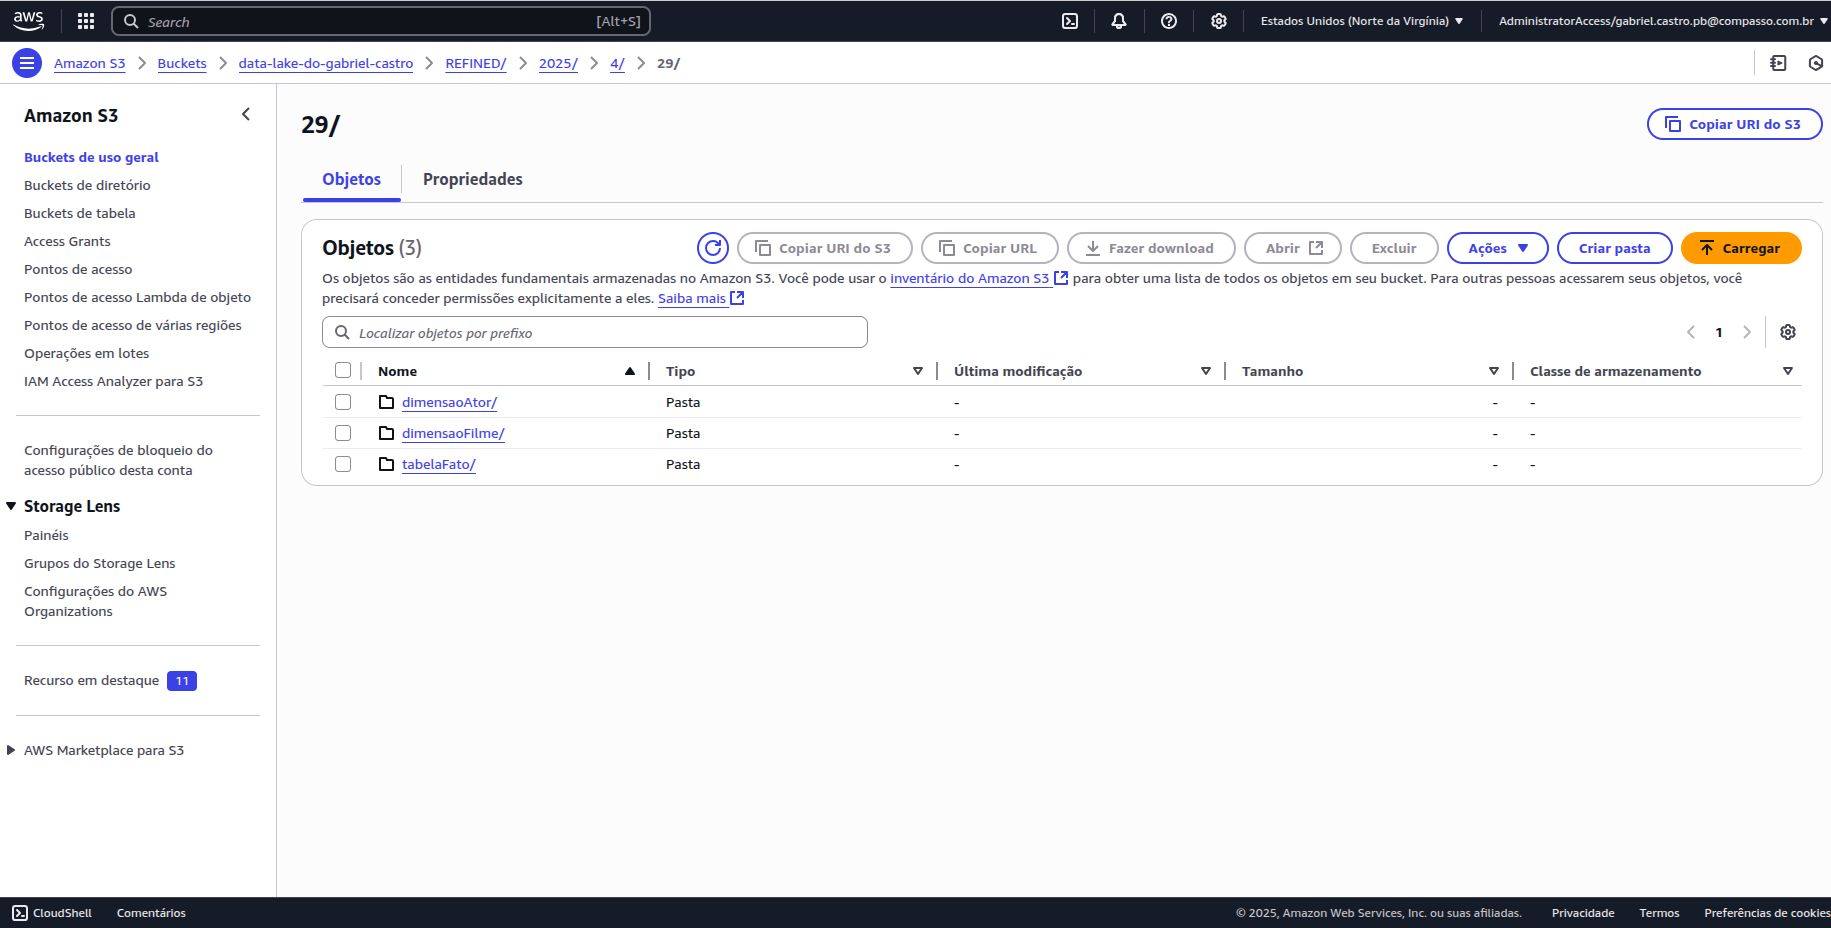 aws
Search [Alt+S]
Estados Unidos (Norte da Virgínia)
AdministratorAccess/gabriel.castro.pb@compasso.com.br
Amazon S3 Buckets data-lake-do-gabriel-castro REFINED/ 2025/ 4/ 29/
Amazon S3
Buckets de uso geral
Buckets de diretório
Buckets de tabela
Access Grants
Pontos de acesso
Pontos de acesso Lambda de objeto
Pontos de acesso de várias regiões
Operações em lotes
IAM Access Analyzer para S3
Configurações de bloqueio do
acesso público desta conta
Storage Lens
Painéis
Grupos do Storage Lens
Configurações do AWS
Organizations
Recurso em destaque 11
AWS Marketplace para S3
29/
Copiar URI do S3
Objetos Propriedades
Objetos (3)
Copiar URI do S3 Copiar URL Fazer download Abrir Excluir Ações Criar pasta Carregar
Os objetos são as entidades fundamentais armazenadas no Amazon S3. Você pode usar o inventário do Amazon S3 para obter uma lista de todos os objetos em seu bucket. Para outras pessoas acessarem seus objetos, você
precisará conceder permissões explicitamente a eles. Saiba mais
Localizar objetos por prefixo
1
Nome Tipo Última modificação Tamanho Classe de armazenamento
dimensaoAtor/ Pasta - - -
dimensaoFilme/ Pasta - - -
tabelaFato/ Pasta - - -
CloudShell Comentários
© 2025, Amazon Web Services, Inc. ou suas afiliadas. Privacidade Termos Preferências de cookies